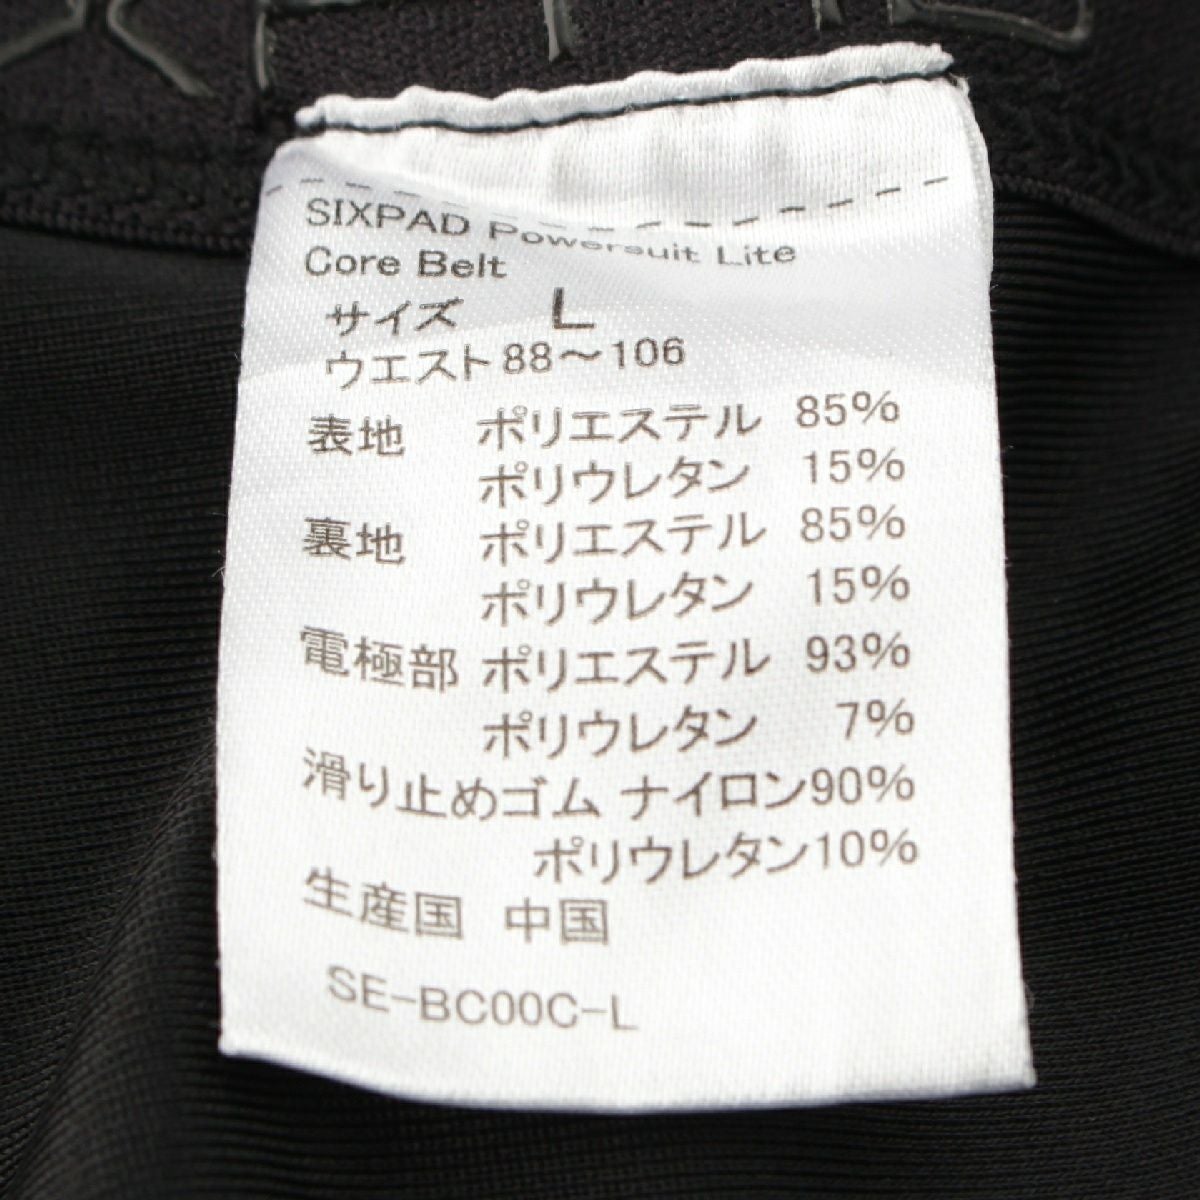 SIXPAD Powersuit Lite
Core Belt
サイズ L
ウエスト 88～106
表地 ポリエステル 85%
ポリウレタン 15%
裏地 ポリエステル 85%
ポリウレタン 15%
電極部 ポリエステル 93%
ポリウレタン 7%
滑り止めゴム ナイロン90%
ポリウレタン10%
生産国 中国
SE-BC00C-L